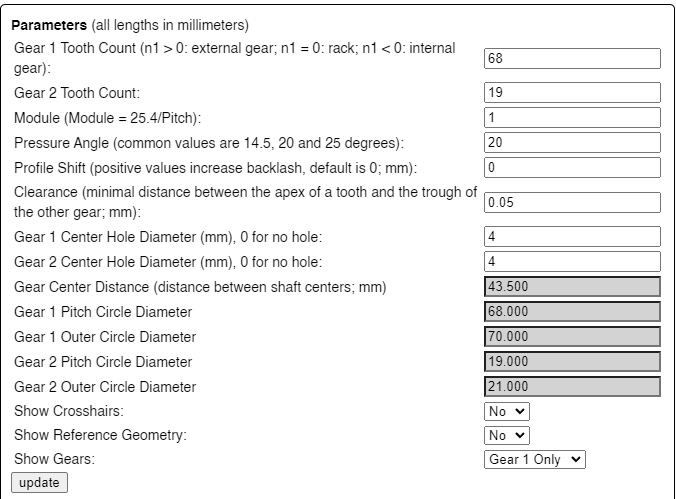 Parameters (all lengths in millimeters)
Gear 1 Tooth Count (n1 > 0: external gear; n1 = 0: rack; n1 < 0: internal
gear): 68
Gear 2 Tooth Count: 19
Module (Module = 25.4/Pitch): 1
Pressure Angle (common values are 14.5, 20 and 25 degrees): 20
Profile Shift (positive values increase backlash, default is 0; mm): 0
Clearance (minimal distance between the apex of a tooth and the trough of
the other gear; mm): 0.05
Gear 1 Center Hole Diameter (mm), 0 for no hole: 4
Gear 2 Center Hole Diameter (mm), 0 for no hole: 4
Gear Center Distance (distance between shaft centers; mm) 43.500
Gear 1 Pitch Circle Diameter 68.000
Gear 1 Outer Circle Diameter 70.000
Gear 2 Pitch Circle Diameter 19.000
Gear 2 Outer Circle Diameter 21.000
Show Crosshairs: No
Show Reference Geometry: No
Show Gears: Gear 1 Only
update